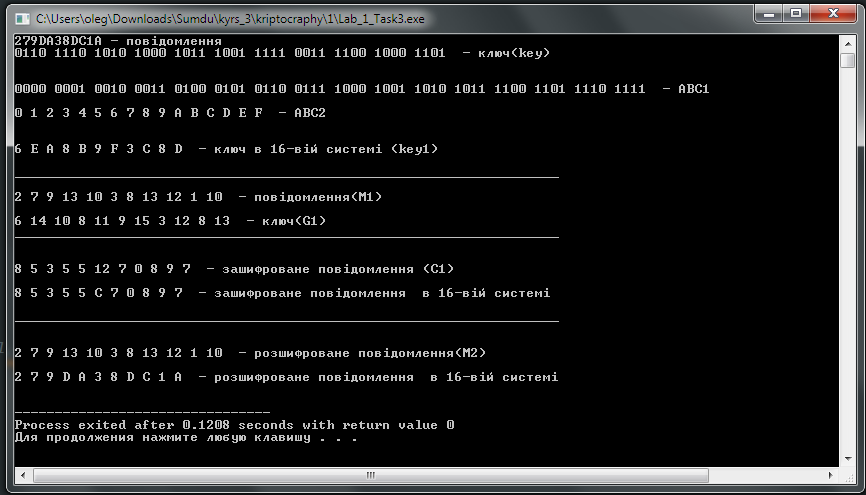 C:\Users\oleg\Downloads\Sumdu\kyrs_3\kriptocraphy\1\Lab_1_Task3.exe
279DA38DC1A - повідомлення
0110 1110 1010 1000 1011 1001 1111 0011 1100 1000 1101 - ключ(key)
0000 0001 0010 0011 0100 0101 0110 0111 1000 1001 1010 1011 1100 1101 1110 1111 - ABC1
0 1 2 3 4 5 6 7 8 9 A B C D E F - ABC2
6 E A 8 B 9 F 3 C 8 D - ключ в 16-вій системі (key1)
2 7 9 13 10 3 8 13 12 1 10 - повідомлення(M1)
6 14 10 8 11 9 15 3 12 8 13 - ключ(G1)
8 5 3 5 5 12 7 0 8 9 7 - зашифроване повідомлення (C1)
8 5 3 5 5 C 7 0 8 9 7 - зашифроване повідомлення в 16-вій системі
2 7 9 13 10 3 8 13 12 1 10 - розшифроване повідомлення(M2)
2 7 9 D A 3 8 D C 1 A - розшифроване повідомлення в 16-вій системі
--------------------------------
Process exited after 0.1208 seconds with return value 0
Для продолжения нажмите любую клавишу . . .